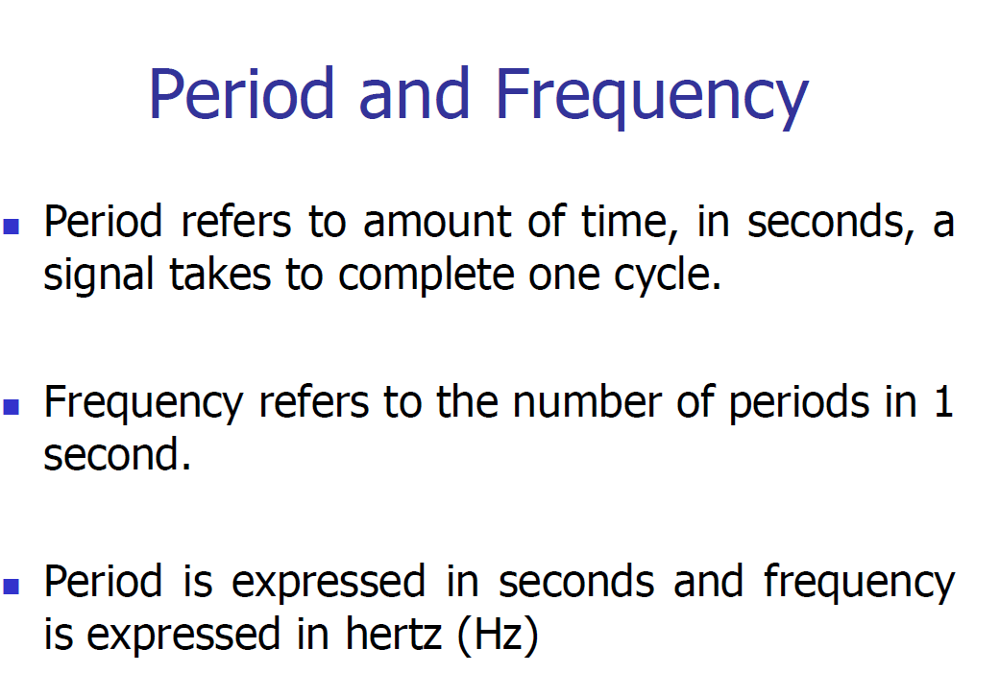 Period and Frequency
Period refers to amount of time, in seconds, a
signal takes to complete one cycle.
Frequency refers to the number of periods in 1
second.
Period is expressed in seconds and frequency
is expressed in hertz (Hz)